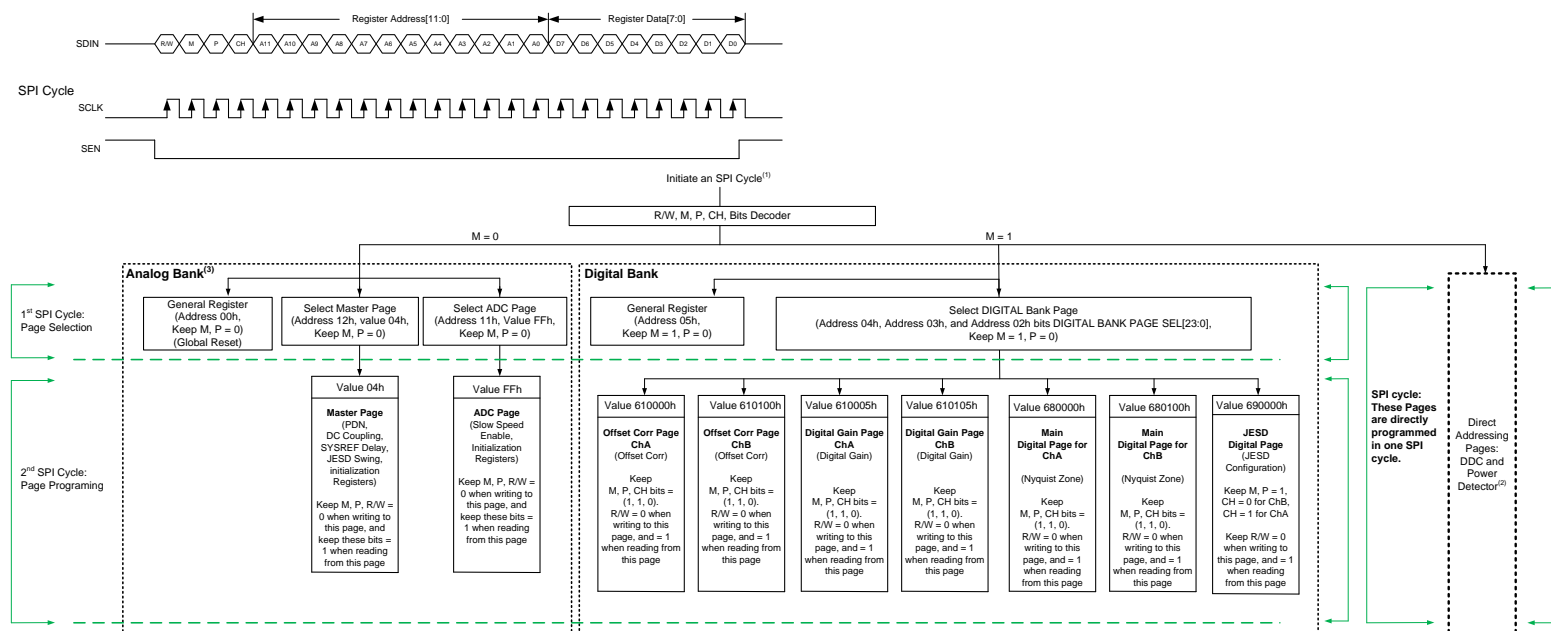 Register Address[11:0]
Register Data[7:0]
SDIN
R/W M P CH A11 A10 A9 A8 A7 A6 A5 A4 A3 A2 A1 A0 D7 D6 D5 D4 D3 D2 D1 D0
SPI Cycle
SCLK
SEN
Initiate an SPI Cycle(1)
R/W, M, P, CH, Bits Decoder
M = 0
M = 1
Analog Bank(3)
Digital Bank
1st SPI Cycle:
Page Selection
General Register
(Address 00h,
Keep M, P = 0)
(Global Reset)
Select Master Page
(Address 12h, value 04h,
Keep M, P = 0)
Select ADC Page
(Address 11h, Value FFh,
Keep M, P = 0)
General Register
(Address 05h,
Keep M = 1, P = 0)
Select DIGITAL Bank Page
(Address 04h, Address 03h, and Address 02h bits DIGITAL BANK PAGE SEL[23:0],
Keep M = 1, P = 0)
2nd SPI Cycle:
Page Programing
Value 04h
Master Page
(PDN,
DC Coupling,
SYSREF Delay,
JESD Swing,
initialization
Registers)
Keep M, P, R/W =
0 when writing to
this page, and
keep these bits =
1 when reading
from this page
Value FFh
ADC Page
(Slow Speed
Enable,
Initialization
Registers)
Keep M, P, R/W =
0 when writing to
this page, and
keep these bits =
1 when reading
from this page
Value 610000h
Offset Corr Page
ChA
(Offset Corr)
Keep
M, P, CH bits =
(1, 1, 0).
R/W = 0 when
writing to this
page, and = 1
when reading from
this page
Value 610100h
Offset Corr Page
ChB
(Offset Corr)
Keep
M, P, CH bits =
(1, 1, 0).
R/W = 0 when
writing to this
page, and = 1
when reading from
this page
Value 610005h
Digital Gain Page
ChA
(Digital Gain)
Keep
M, P, CH bits =
(1, 1, 0).
R/W = 0 when
writing to this
page, and = 1
when reading from
this page
Value 610105h
Digital Gain Page
ChB
(Digital Gain)
Keep
M, P, CH bits =
(1, 1, 0).
R/W = 0 when
writing to this
page, and = 1
when reading from
this page
Value 680000h
Main
Digital Page for
ChA
(Nyquist Zone)
Keep
M, P, CH bits =
(1, 1, 0).
R/W = 0 when
writing to this
page, and = 1
when reading
from this page
Value 680100h
Main
Digital Page for
ChB
(Nyquist Zone)
Keep
M, P, CH bits =
(1, 1, 0).
R/W = 0 when
writing to this
page, and = 1
when reading from
this page
Value 690000h
JESD
Digital Page
(JESD
Configuration)
Keep M, P = 1,
CH = 0 for ChB,
CH = 1 for ChA
Keep R/W = 0
when writing to
this page, and = 1
when reading from
this page
SPI cycle:
These Pages
are directly
programmed
in one SPI
cycle.
Direct
Addressing
Pages:
DDC and
Power
Detector(2)